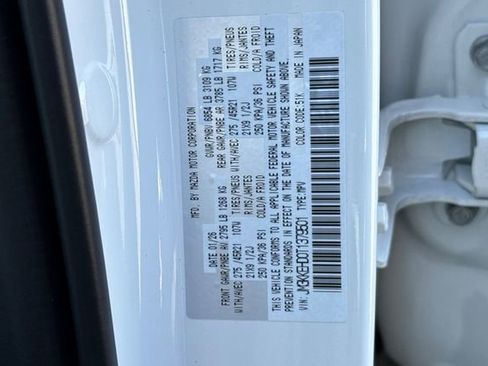 MFD. BY MAZDA MOTOR CORPORATION
DATE 01/26 GVWR/PNBV 6854 LB 3109 KG
FRONT GAWR/PNBE AV 2795 LB 1268 KG REAR GAWR/PNBE AR 3785 LB 1717 KG
WITH/AVEC 275/45R21 107W TIRES/PNEUS WITH/AVEC 275/45R21 107W TIRES/PNEUS
21X9 1/2J RIMS/JANTES 21X9 1/2J RIMS/JANTES
250 KPA/36 PSI COLD/A FROID 250 KPA/36 PSI COLD/A FROID
THIS VEHICLE CONFORMS TO ALL APPLICABLE FEDERAL MOTOR VEHICLE SAFETY AND THEFT
PREVENTION STANDARDS IN EFFECT ON THE DATE OF MANUFACTURE SHOWN ABOVE.
COLOR CODE:51K MADE IN JAPAN
VIN: TYPE:MPV